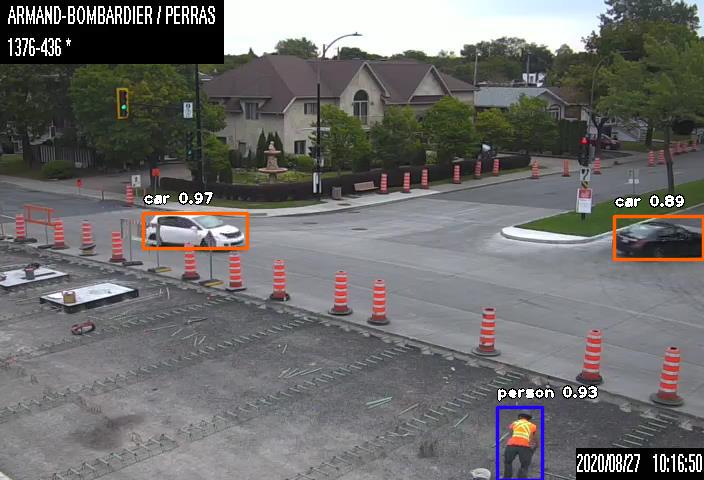 ARMAND-BOMBARDIER / PERRAS
1376-436 *
car 0.97
car 0.89
person 0.93
2020/08/27 10:16:50